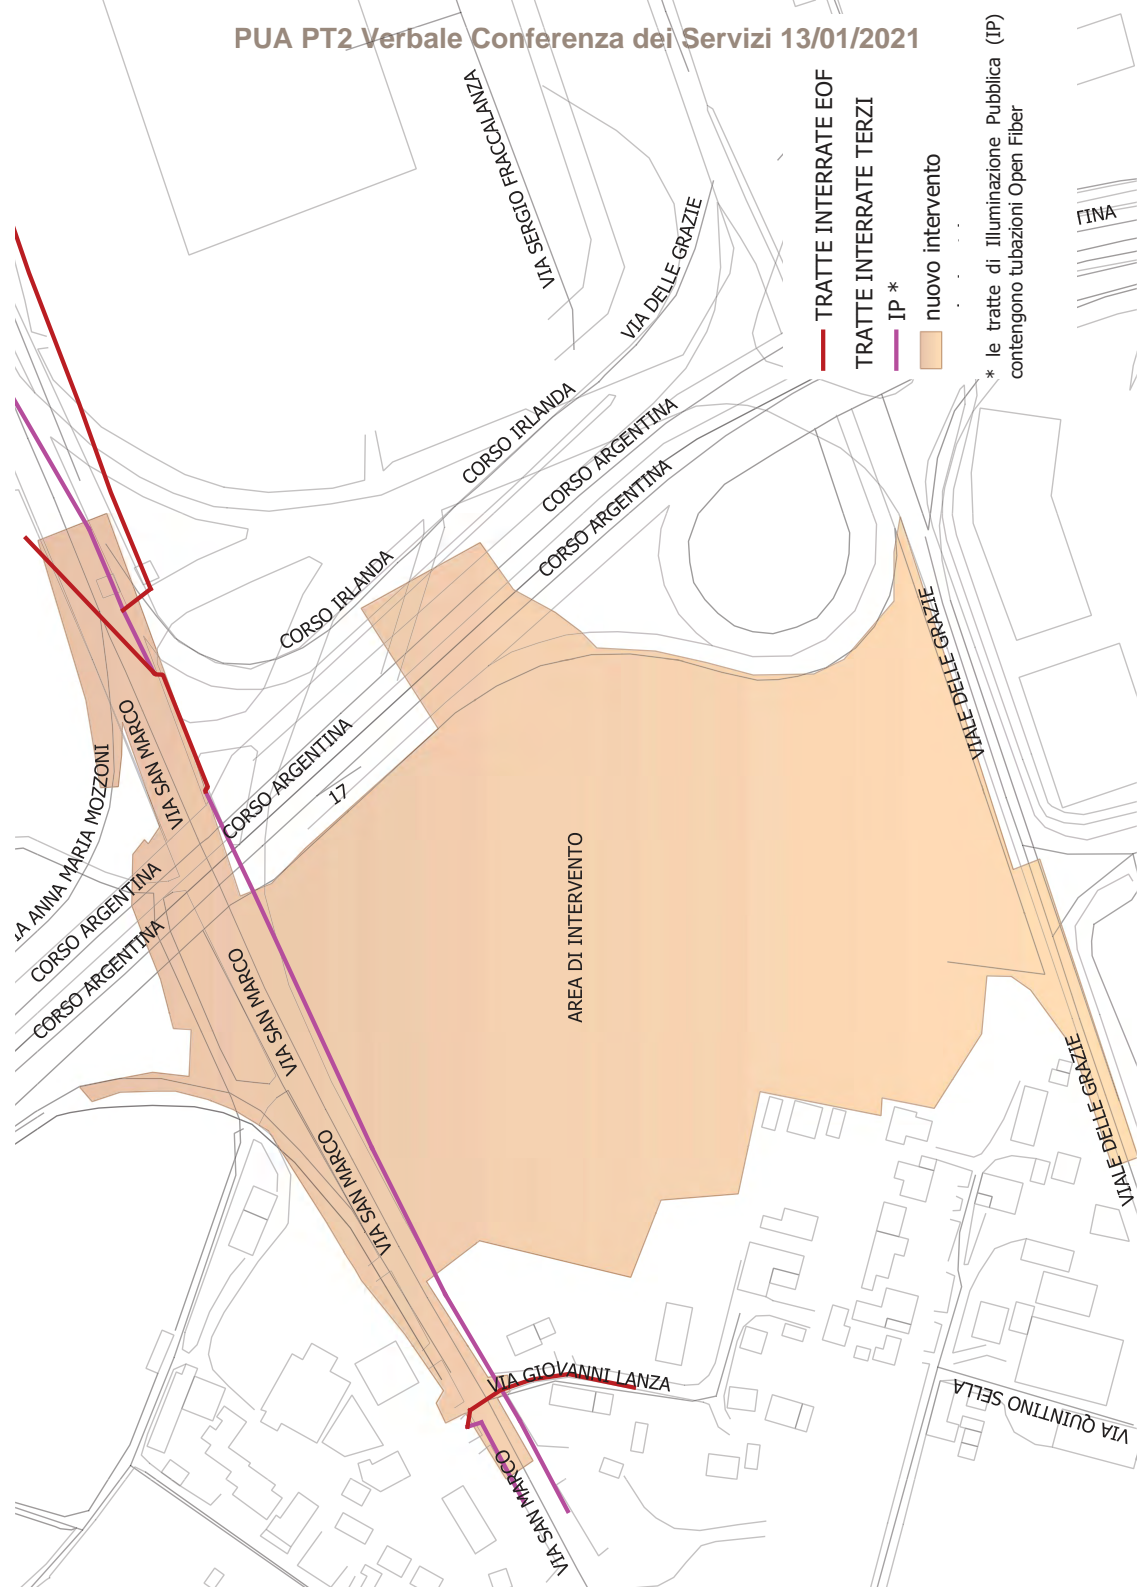 PUA PT2 Verbale Conferenza dei Servizi 13/01/2021
TRATTE INTERRATE EOF
TRATTE INTERRATE TERZI
IP *
nuovo intervento
* le tratte di Illuminazione Pubblica (IP)
contengono tubazioni Open Fiber
VIA SERGIO FRACCALANZA
VIA DELLE GRAZIE
TINA
CORSO IRLANDA
CORSO ARGENTINA
CORSO ARGENTINA
CORSO IRLANDA
VIALE DELLE GRAZIE
VIA SAN MARCO
IA ANNA MARIA MOZZONI
CORSO ARGENTINA
17
CORSO ARGENTINA
CORSO ARGENTINA
AREA DI INTERVENTO
VIA SAN MARCO
VIA SAN MARCO
VIALE DELLE GRAZIE
VIA GIOVANNI LANZA
VIA QUINTINO SELLA
VIA SAN MARCO